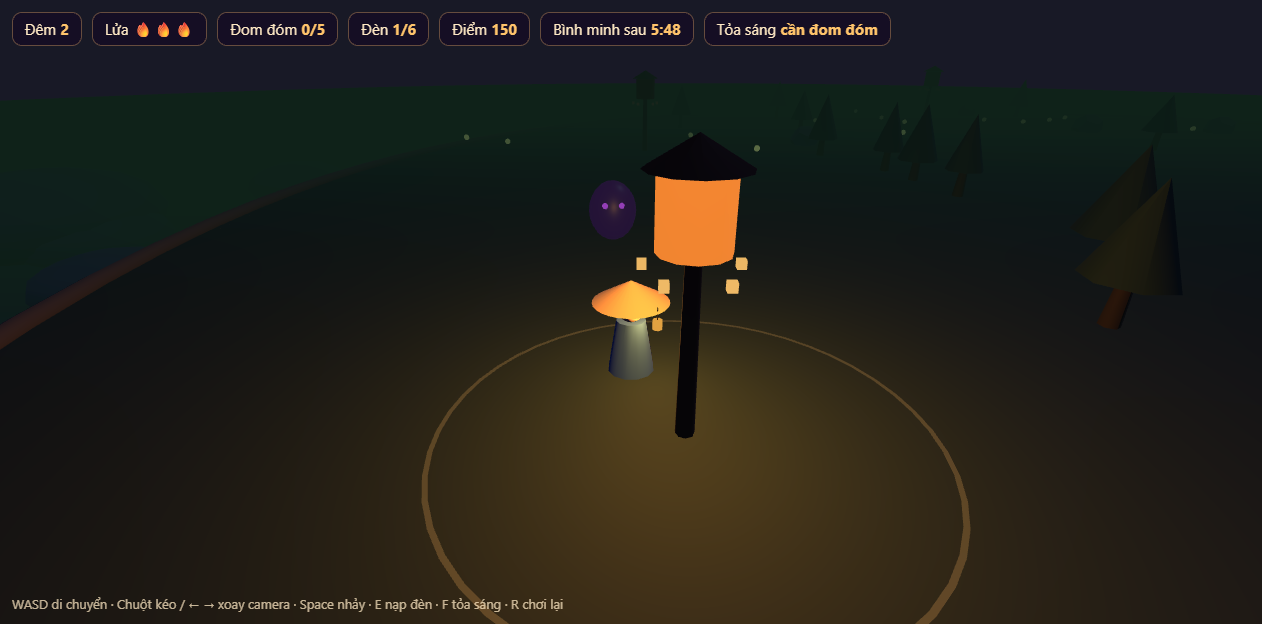 Đêm 2 Lửa 🔥 🔥 🔥 Đom đóm 0/5 Đèn 1/6 Điểm 150 Bình minh sau 5:48 Tỏa sáng cần đom đóm
WASD di chuyển · Chuột kéo / ← → xoay camera · Space nhảy · E nạp đèn · F tỏa sáng · R chơi lại